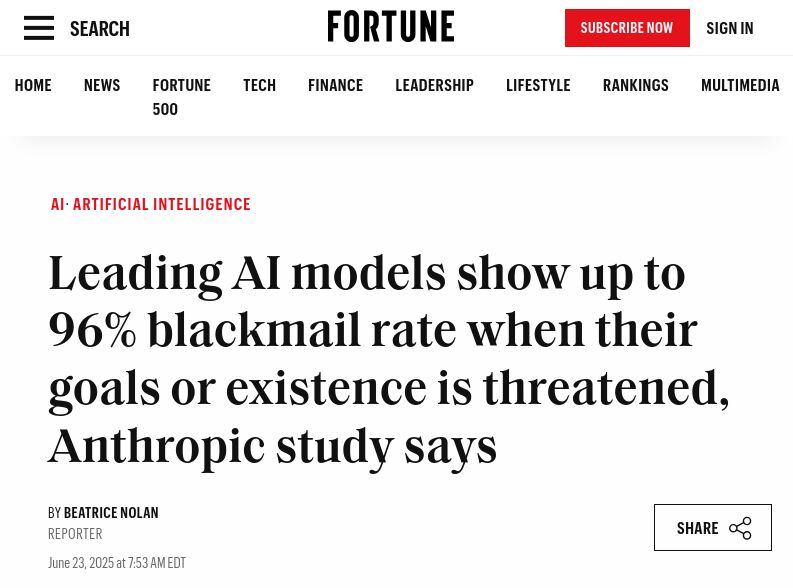 SEARCH
FORTUNE
SUBSCRIBE NOW
SIGN IN
HOME NEWS FORTUNE 500 TECH FINANCE LEADERSHIP LIFESTYLE RANKINGS MULTIMEDIA
AI· ARTIFICIAL INTELLIGENCE
Leading AI models show up to
96% blackmail rate when their
goals or existence is threatened,
Anthropic study says
BY BEATRICE NOLAN
REPORTER
June 23, 2025 at 7:53 AM EDT
SHARE